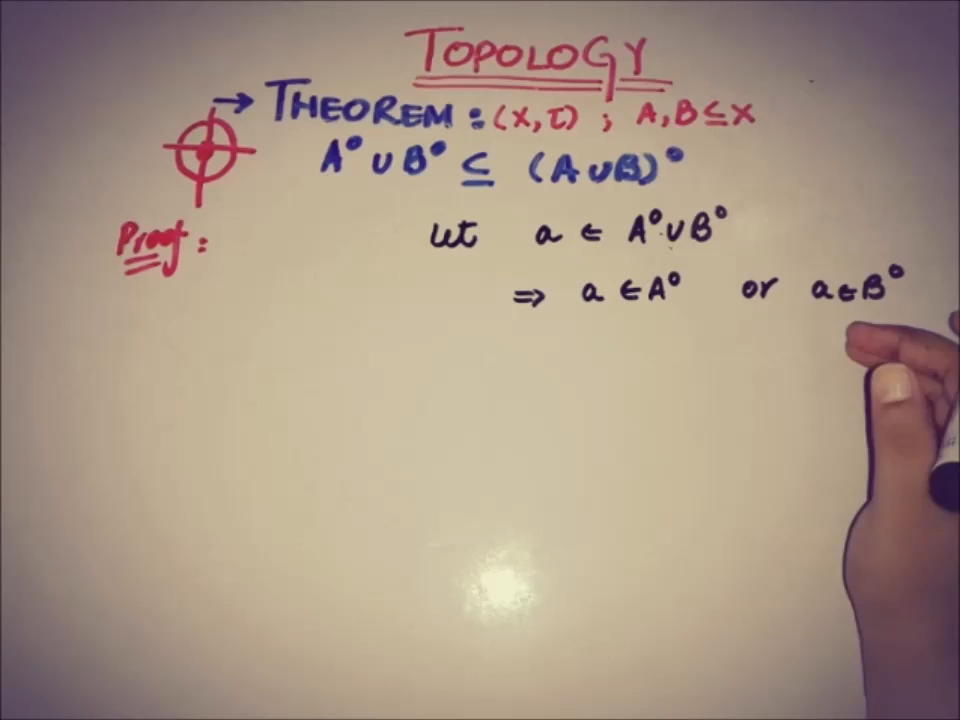 TOPOLOGY
→ THEOREM : (X, τ) ; A, B ⊆ X
A° ∪ B° ⊆ (A ∪ B)°
Proof : let a ∈ A° ∪ B°
⇒ a ∈ A° or a ∈ B°